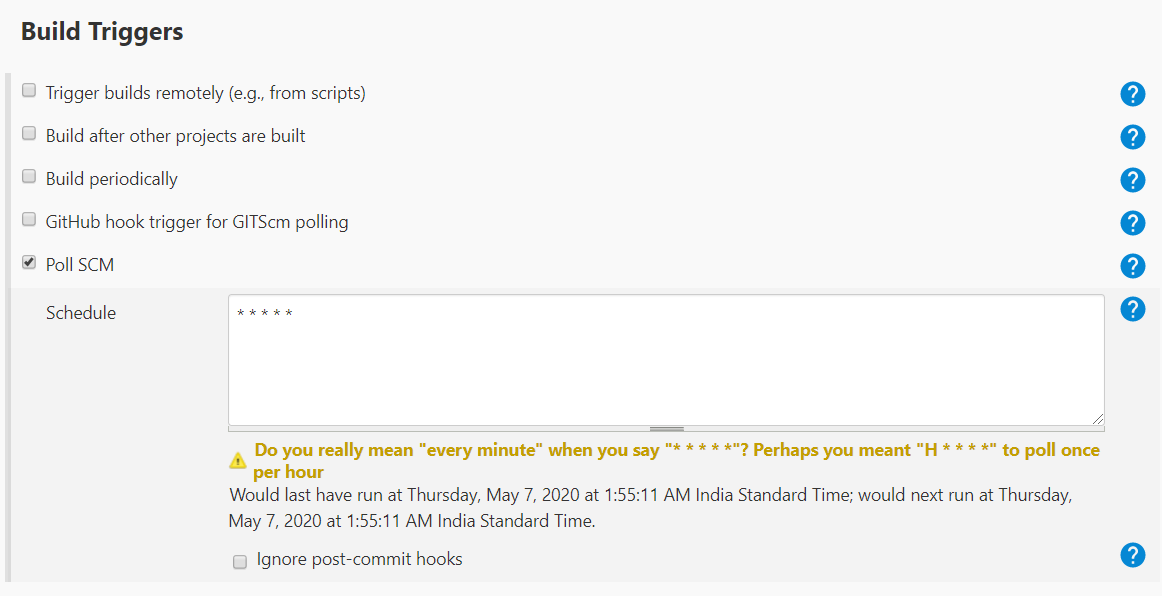 Build Triggers
Trigger builds remotely (e.g., from scripts)
?
Build after other projects are built
?
Build periodically
?
GitHub hook trigger for GITScm polling
?
Poll SCM
?
Schedule
* * * * *
?
Do you really mean "every minute" when you say "* * * * *"? Perhaps you meant "H * * * *" to poll once
per hour
Would last have run at Thursday, May 7, 2020 at 1:55:11 AM India Standard Time; would next run at Thursday,
May 7, 2020 at 1:55:11 AM India Standard Time.
Ignore post-commit hooks
?